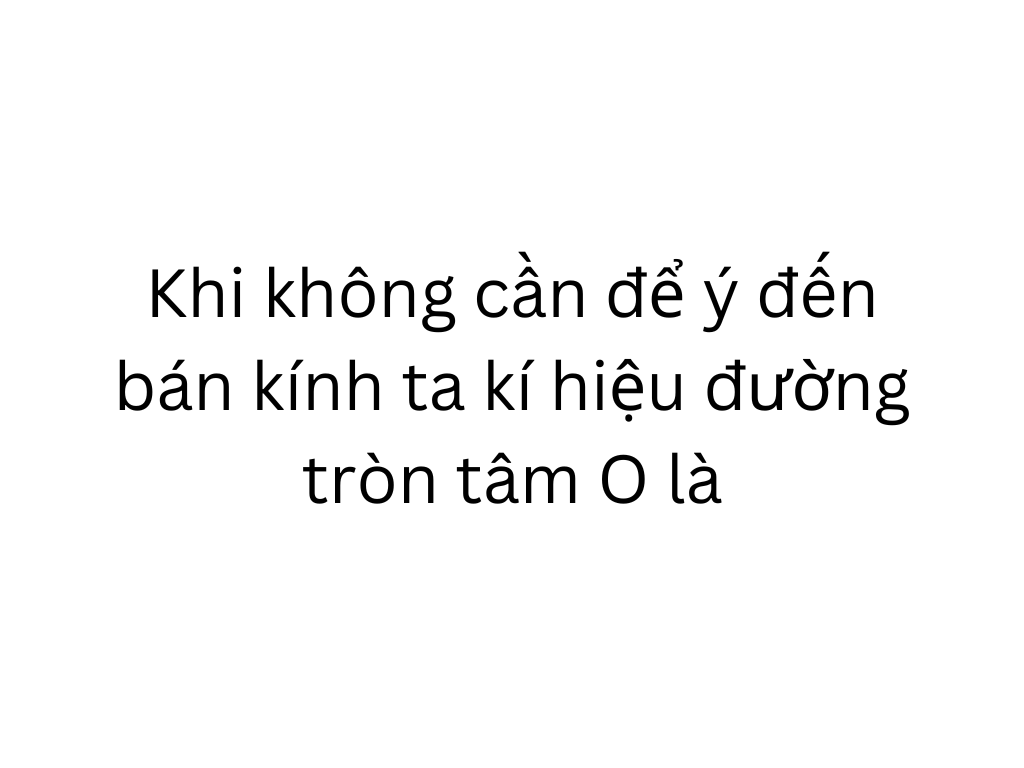 Khi không cần để ý đến
bán kính ta kí hiệu đường
tròn tâm O là